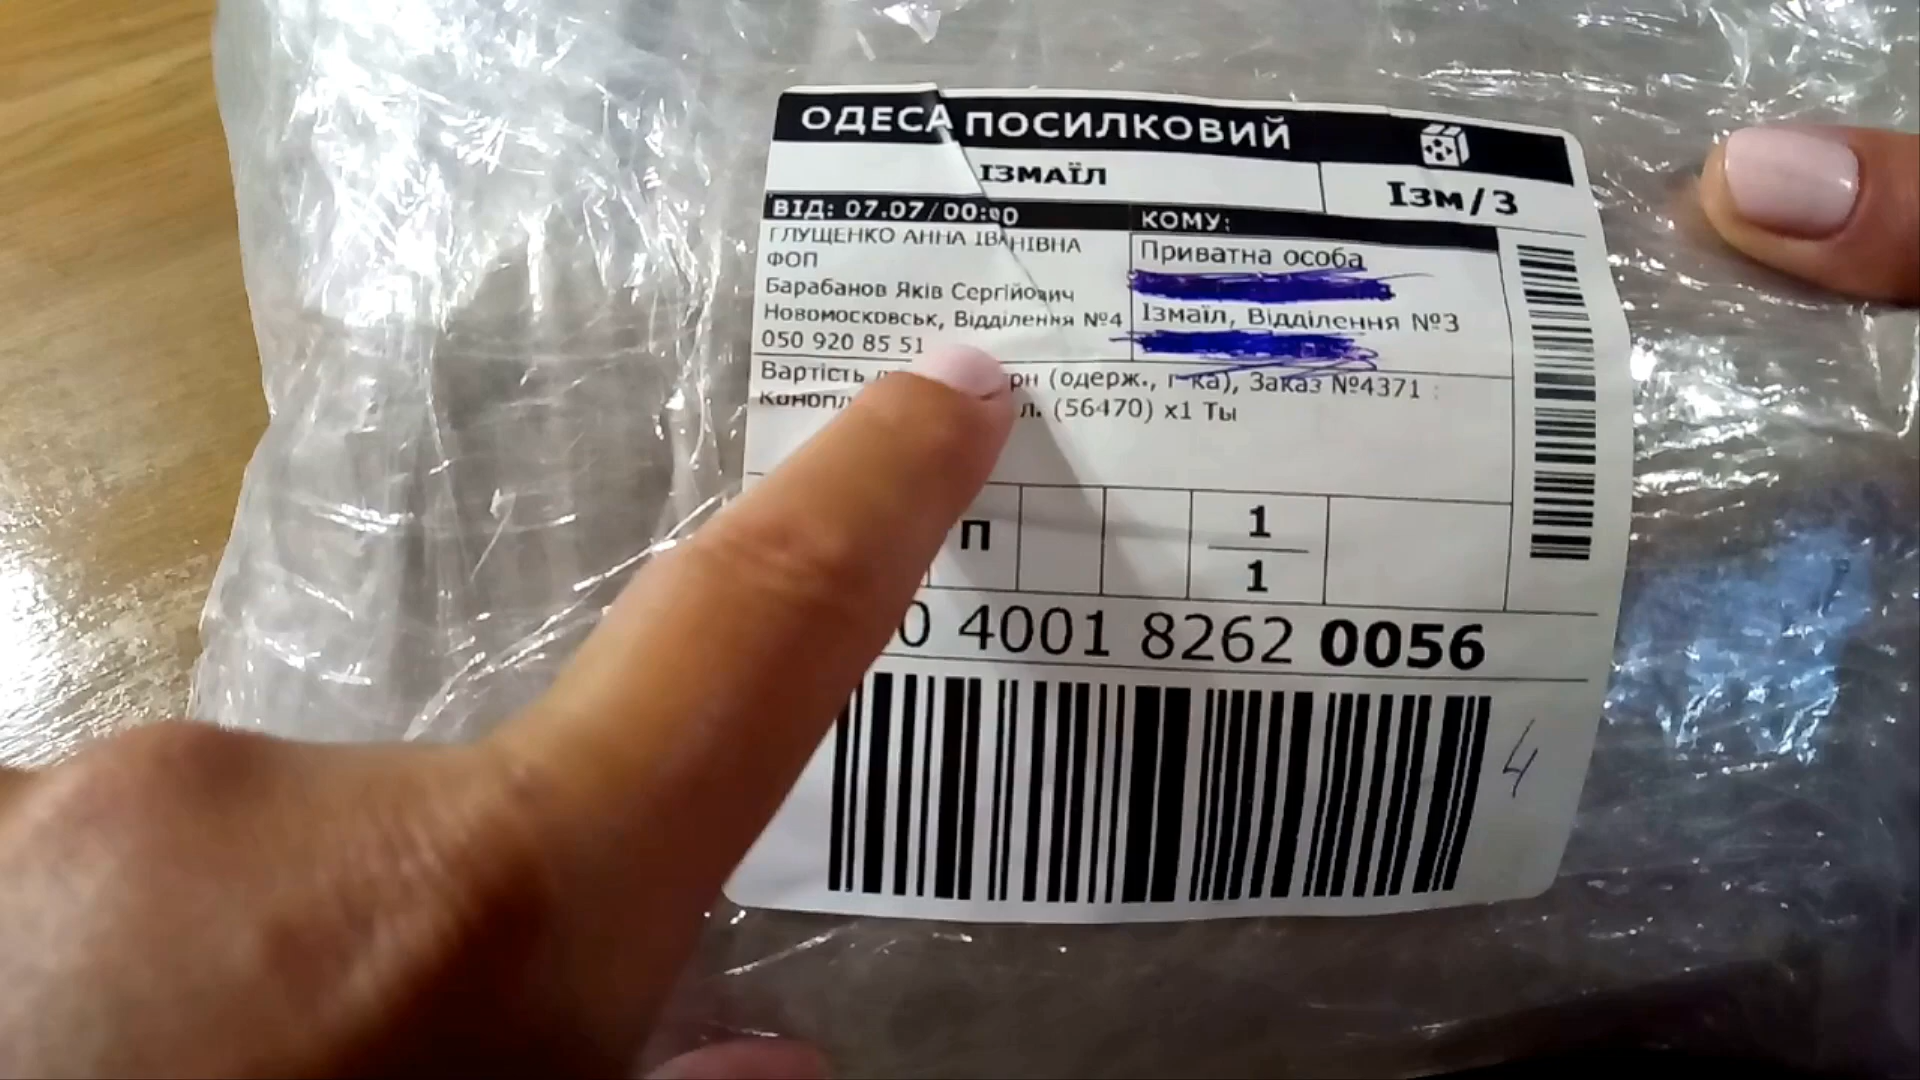 ОДЕСА ПОСИЛКОВИЙ
ІЗМАЇЛ
Ізм/3
ВІД: 07.07/00:00
ГЛУЩЕНКО АННА ІВАНІВНА
ФОП
Барабанов Яків Сергійович
Новомосковськ, Відділення №4
050 920 85 51
КОМУ:
Приватна особа
Ізмаїл, Відділення №3
Вартість грн (одерж., г-ка), Заказ №4371 :
л. (56470) х1 Ты
П
1
1
0 4001 8262 0056
4